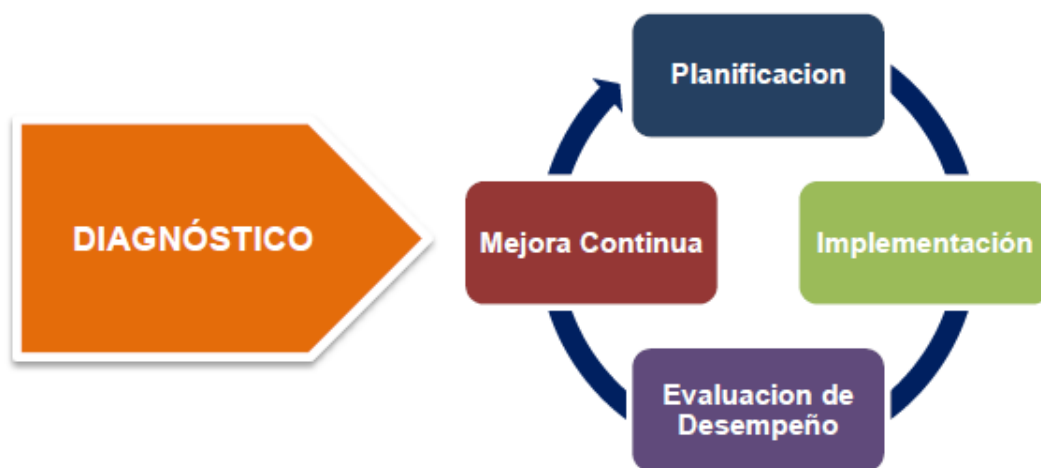 Planificacion
DIAGNÓSTICO
Mejora Continua
Implementación
Evaluacion de
Desempeño